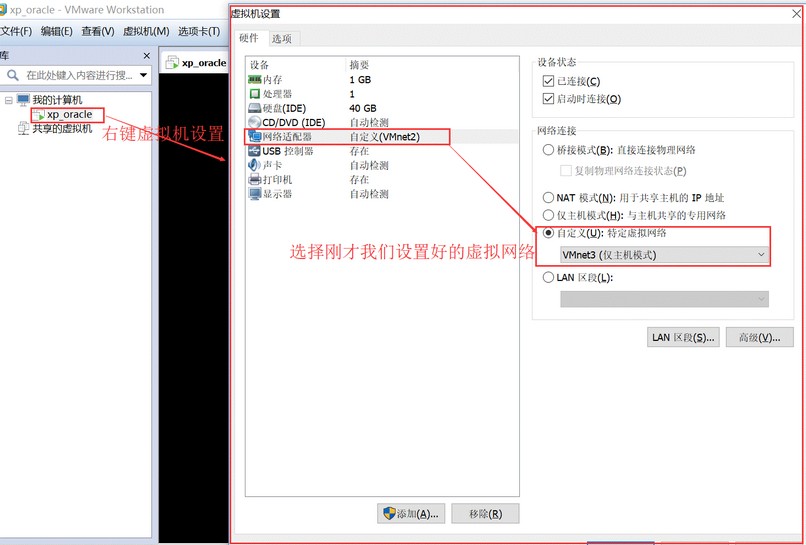 xp_oracle - VMware Workstation
文件(F) 编辑(E) 查看(V) 虚拟机(M) 选项卡(T)
库
在此处键入内容进行搜...
我的计算机
xp_oracle
共享的虚拟机
xp_oracle
右键虚拟机设置
虚拟机设置
硬件 选项
设备 摘要
内存 1 GB
处理器 1
硬盘(IDE) 40 GB
CD/DVD (IDE) 自动检测
网络适配器 自定义(VMnet2)
USB 控制器 存在
声卡 自动检测
打印机 存在
显示器 自动检测
选择刚才我们设置好的虚拟网络
添加(A)... 移除(R)
设备状态
已连接(C)
启动时连接(O)
网络连接
桥接模式(B): 直接连接物理网络
复制物理网络连接状态(P)
NAT 模式(N): 用于共享主机的 IP 地址
仅主机模式(H): 与主机共享的专用网络
自定义(U): 特定虚拟网络
VMnet3 (仅主机模式)
LAN 区段(L):
LAN 区段(S)... 高级(V)...